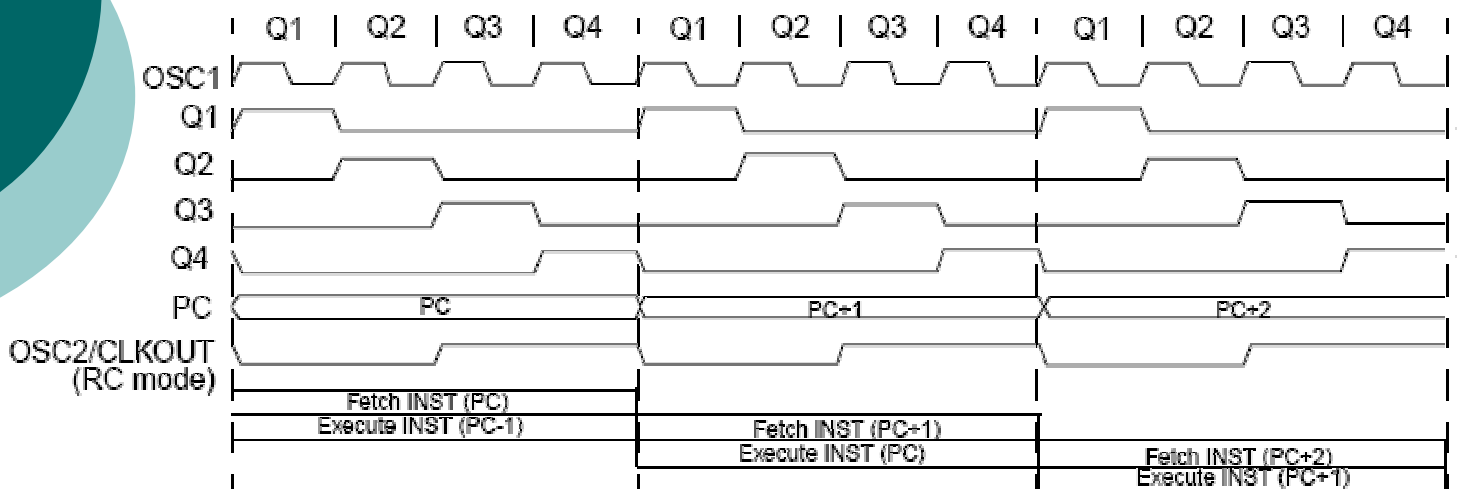 Q1 | Q2 | Q3 | Q4 | Q1 | Q2 | Q3 | Q4 | Q1 | Q2 | Q3 | Q4
OSC1
Q1
Q2
Q3
Q4
PC PC PC+1 PC+2
OSC2/CLKOUT
(RC mode)
Fetch INST (PC)
Execute INST (PC-1) Fetch INST (PC+1)
Execute INST (PC) Fetch INST (PC+2)
Execute INST (PC+1)